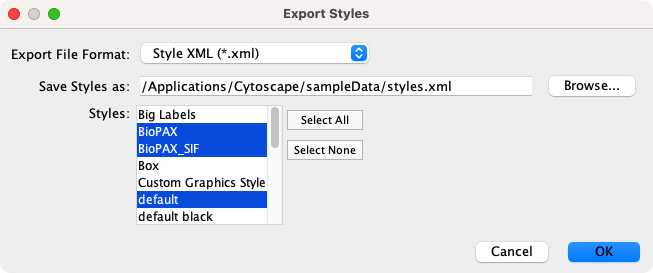 Export Styles
Export File Format: Style XML (*.xml)
Save Styles as: /Applications/Cytoscape/sampleData/styles.xml Browse...
Styles:
Big Labels
BioPAX
BioPAX_SIF
Box
Custom Graphics Style
default
default black
Select All
Select None
Cancel OK